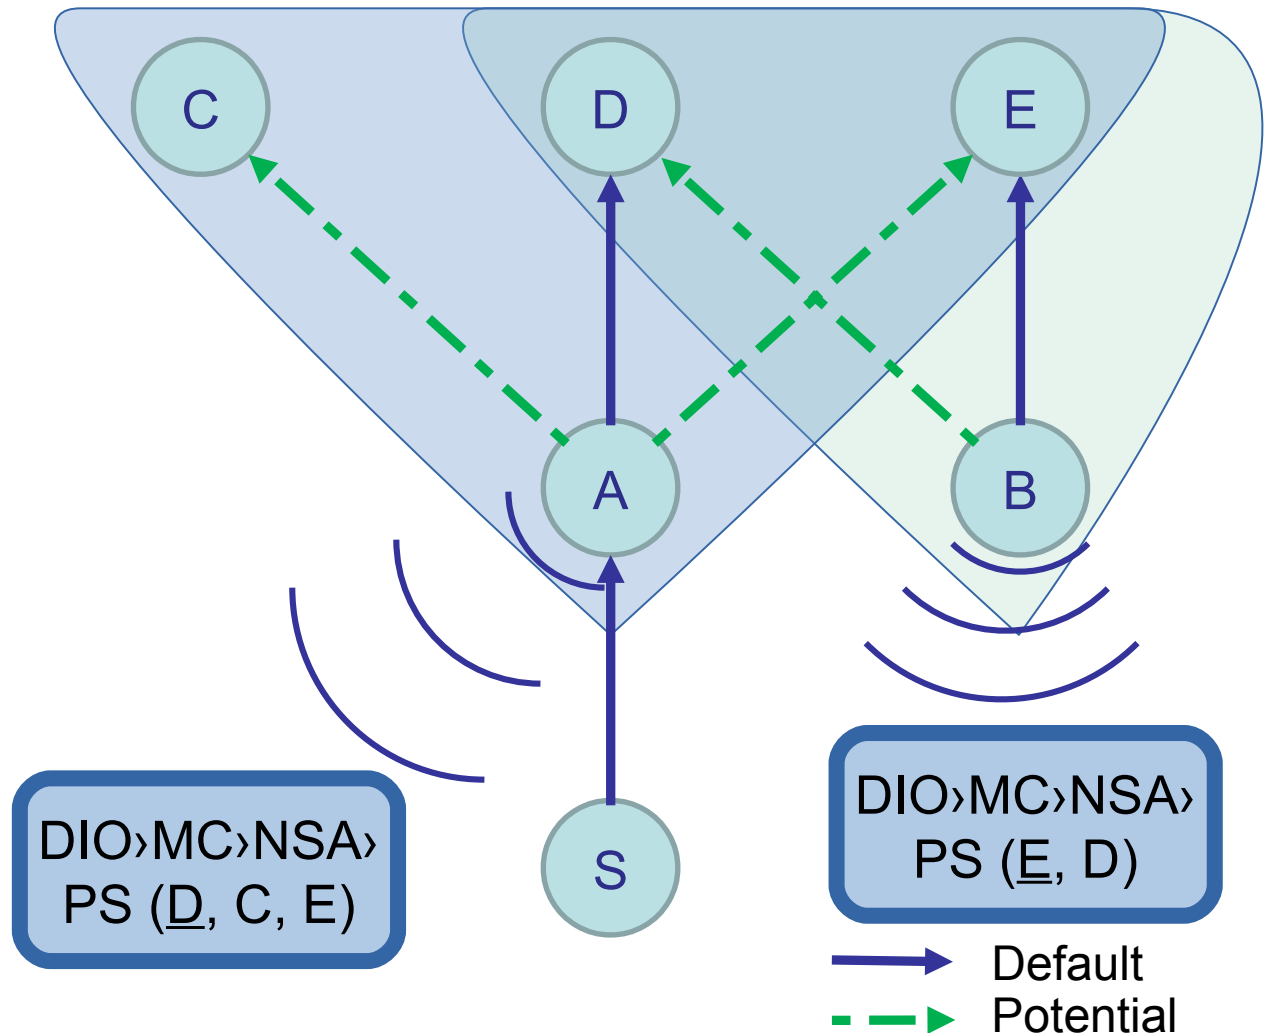 C
D
E
A
B
S
DIO›MC›NSA›
PS (D, C, E)
DIO›MC›NSA›
PS (E, D)
Default
Potential